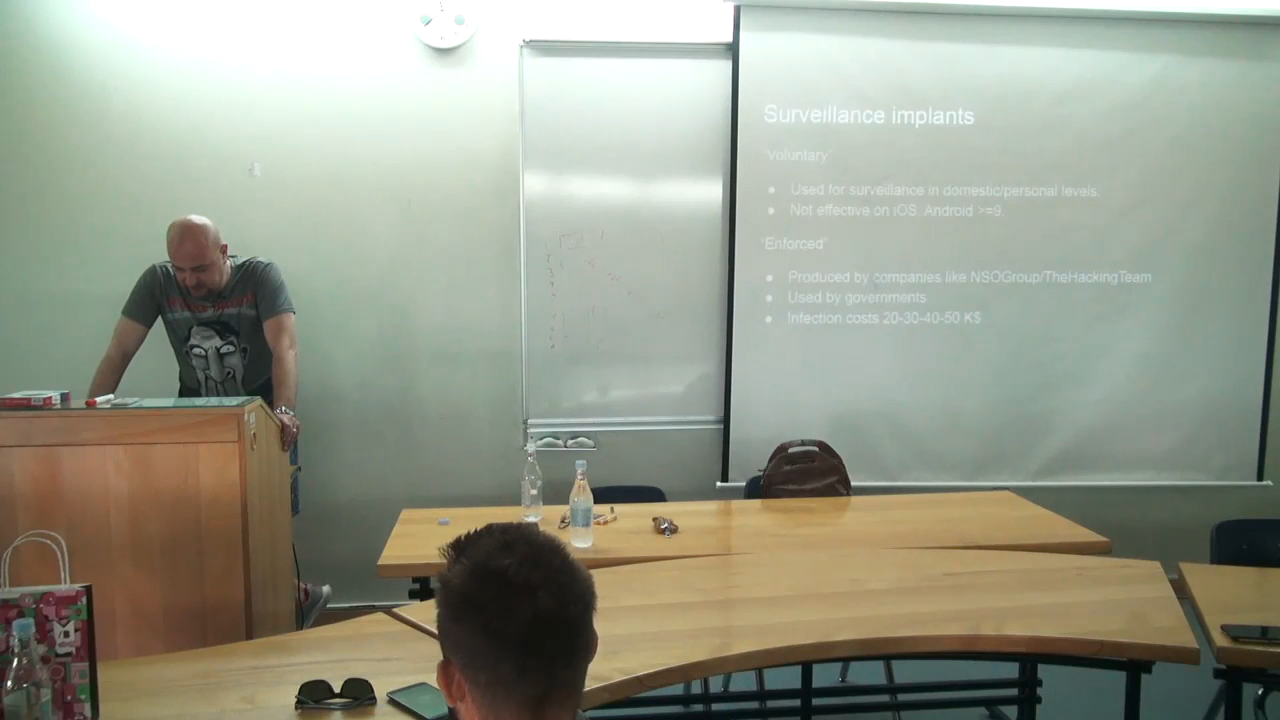 Surveillance implants
"Voluntary"
● Used for surveillance in domestic/personal levels.
● Not effective on iOS. Android >=9.
"Enforced"
● Produced by companies like NSOGroup/TheHackingTeam
● Used by governments
● Infection costs 20-30-40-50 K$